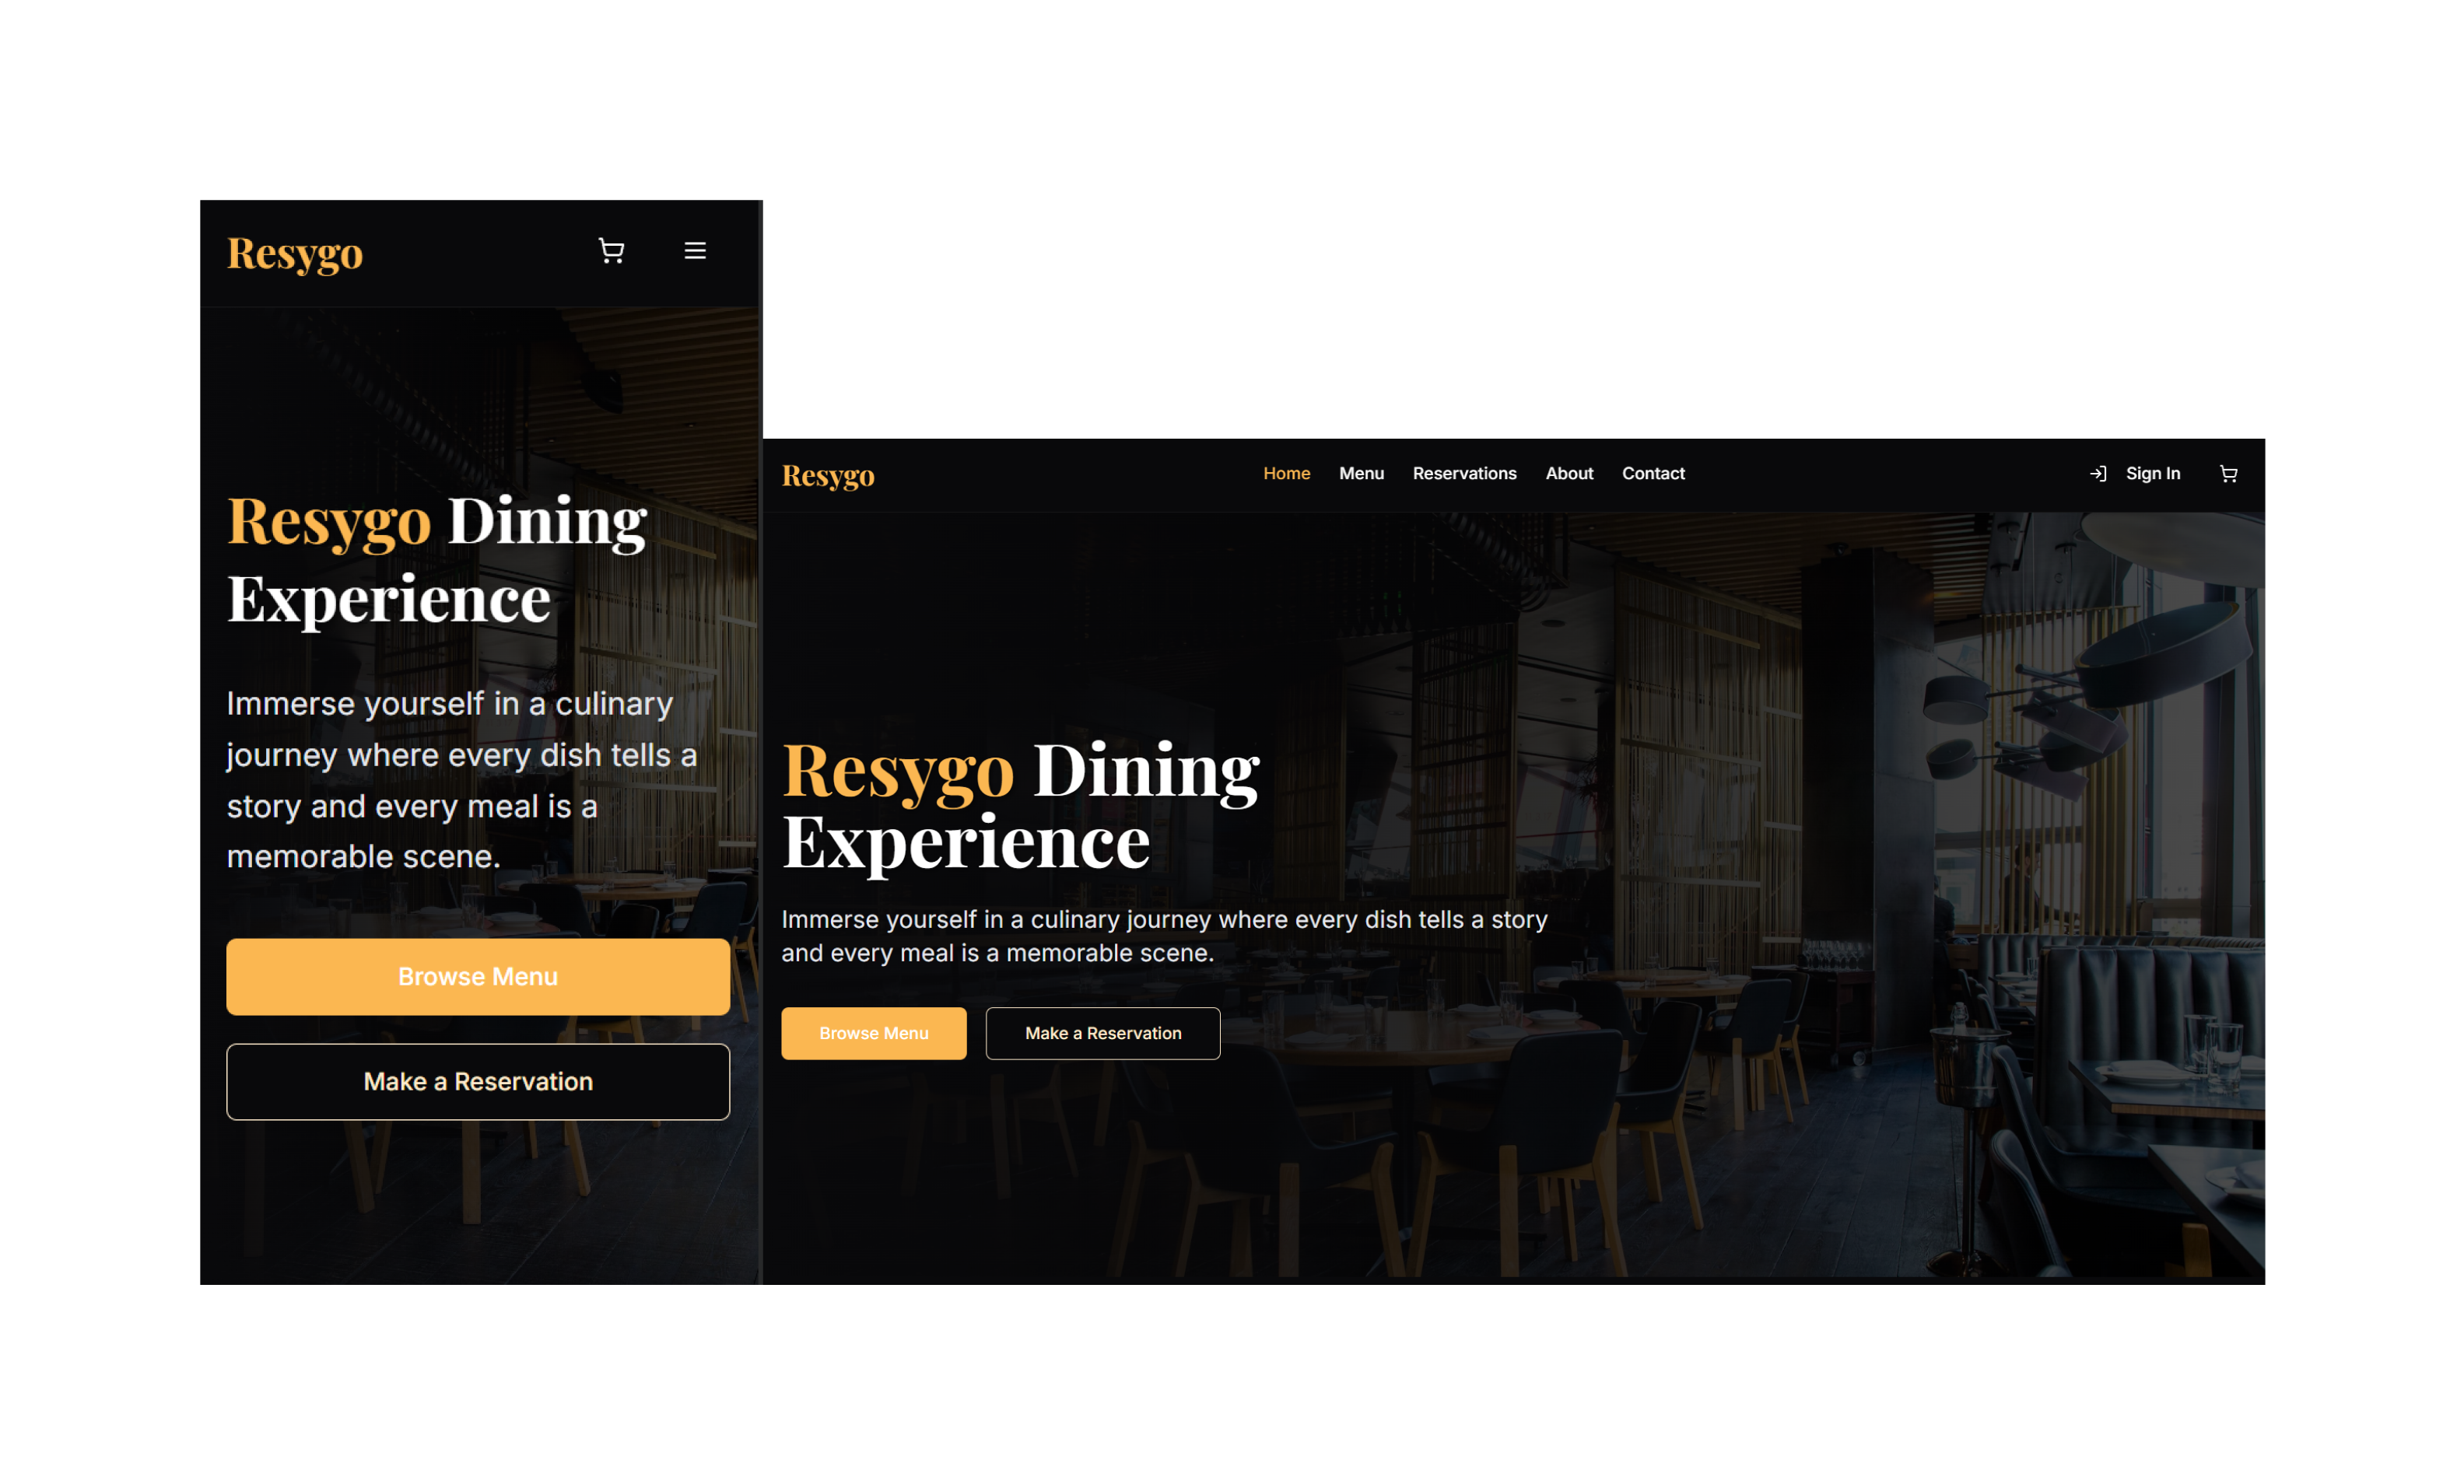 Resygo
Resygo Dining
Experience
Immerse yourself in a culinary
journey where every dish tells a
story and every meal is a
memorable scene.
Browse Menu
Make a Reservation
Resygo
Home
Menu
Reservations
About
Contact
Sign In
Resygo Dining
Experience
Immerse yourself in a culinary journey where every dish tells a story
and every meal is a memorable scene.
Browse Menu
Make a Reservation